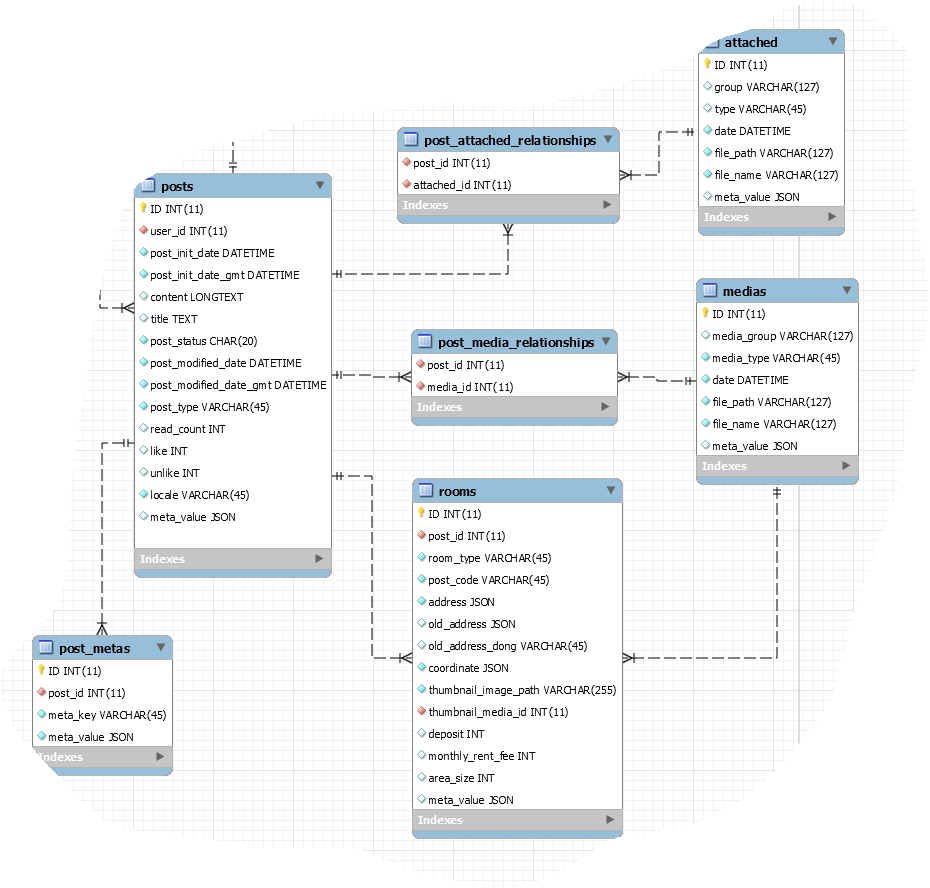 attached
ID INT(11)
group VARCHAR(127)
type VARCHAR(45)
date DATETIME
file_path VARCHAR(127)
file_name VARCHAR(127)
meta_value JSON
Indexes
post_attached_relationships
post_id INT(11)
attached_id INT(11)
Indexes
posts
ID INT(11)
user_id INT(11)
post_init_date DATETIME
post_init_date_gmt DATETIME
content LONGTEXT
title TEXT
post_status CHAR(20)
post_modified_date DATETIME
post_modified_date_gmt DATETIME
post_type VARCHAR(45)
read_count INT
like INT
unlike INT
locale VARCHAR(45)
meta_value JSON
Indexes
medias
ID INT(11)
media_group VARCHAR(127)
media_type VARCHAR(45)
date DATETIME
file_path VARCHAR(127)
file_name VARCHAR(127)
meta_value JSON
Indexes
post_media_relationships
post_id INT(11)
media_id INT(11)
Indexes
rooms
ID INT(11)
post_id INT(11)
room_type VARCHAR(45)
post_code VARCHAR(45)
address JSON
old_address JSON
old_address_dong VARCHAR(45)
coordinate JSON
thumbnail_image_path VARCHAR(255)
thumbnail_media_id INT(11)
deposit INT
monthly_rent_fee INT
area_size INT
meta_value JSON
Indexes
post_metas
ID INT(11)
post_id INT(11)
meta_key VARCHAR(45)
meta_value JSON
Indexes